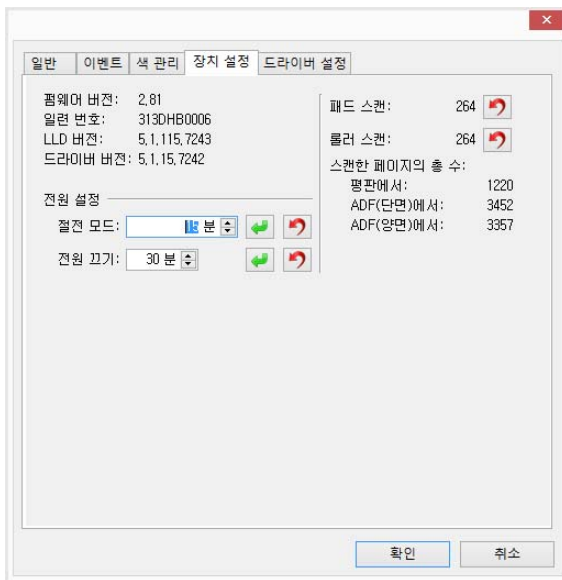 일반 이벤트 색 관리 장치 설정 드라이버 설정
펌웨어 버전: 2,81
일련 번호: 313DHB0006
LLD 버전: 5,1,115,7243
드라이버 버전: 5,1,15,7242
전원 설정
절전 모드: 15 분
전원 끄기: 30 분
패드 스캔: 264
롤러 스캔: 264
스캔한 페이지의 총 수:
평판에서: 1220
ADF(단면)에서: 3452
ADF(양면)에서: 3357
확인 취소